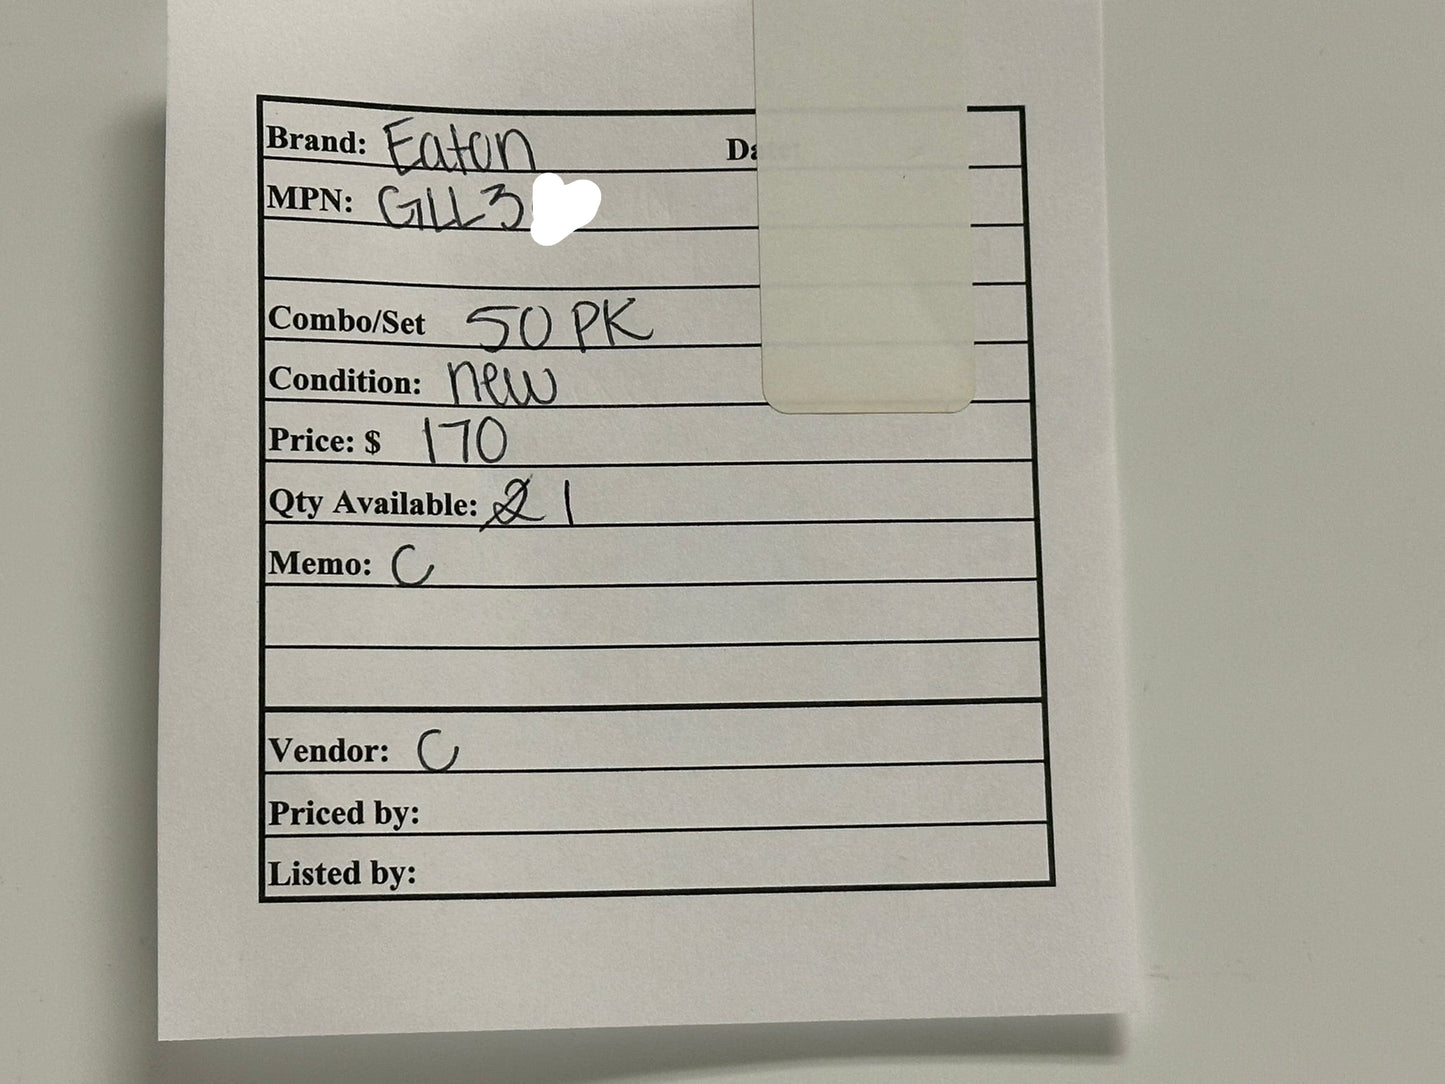 Brand: Eaton Da
MPN: GLL3
Combo/Set 50 PK
Condition: new
Price: $ 170
Qty Available: 2 1
Memo: C
Vendor: C
Priced by:
Listed by: